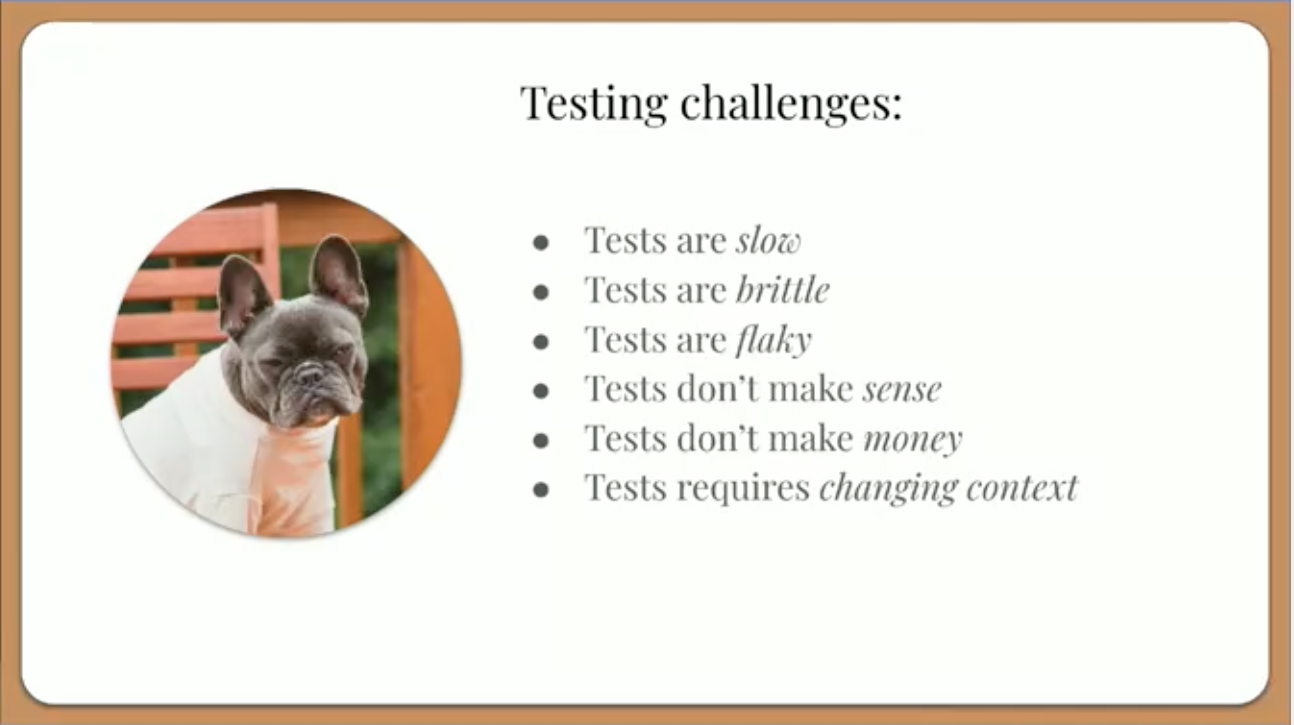 Testing challenges:
● Tests are slow
● Tests are brittle
● Tests are flaky
● Tests don’t make sense
● Tests don’t make money
● Tests requires changing context